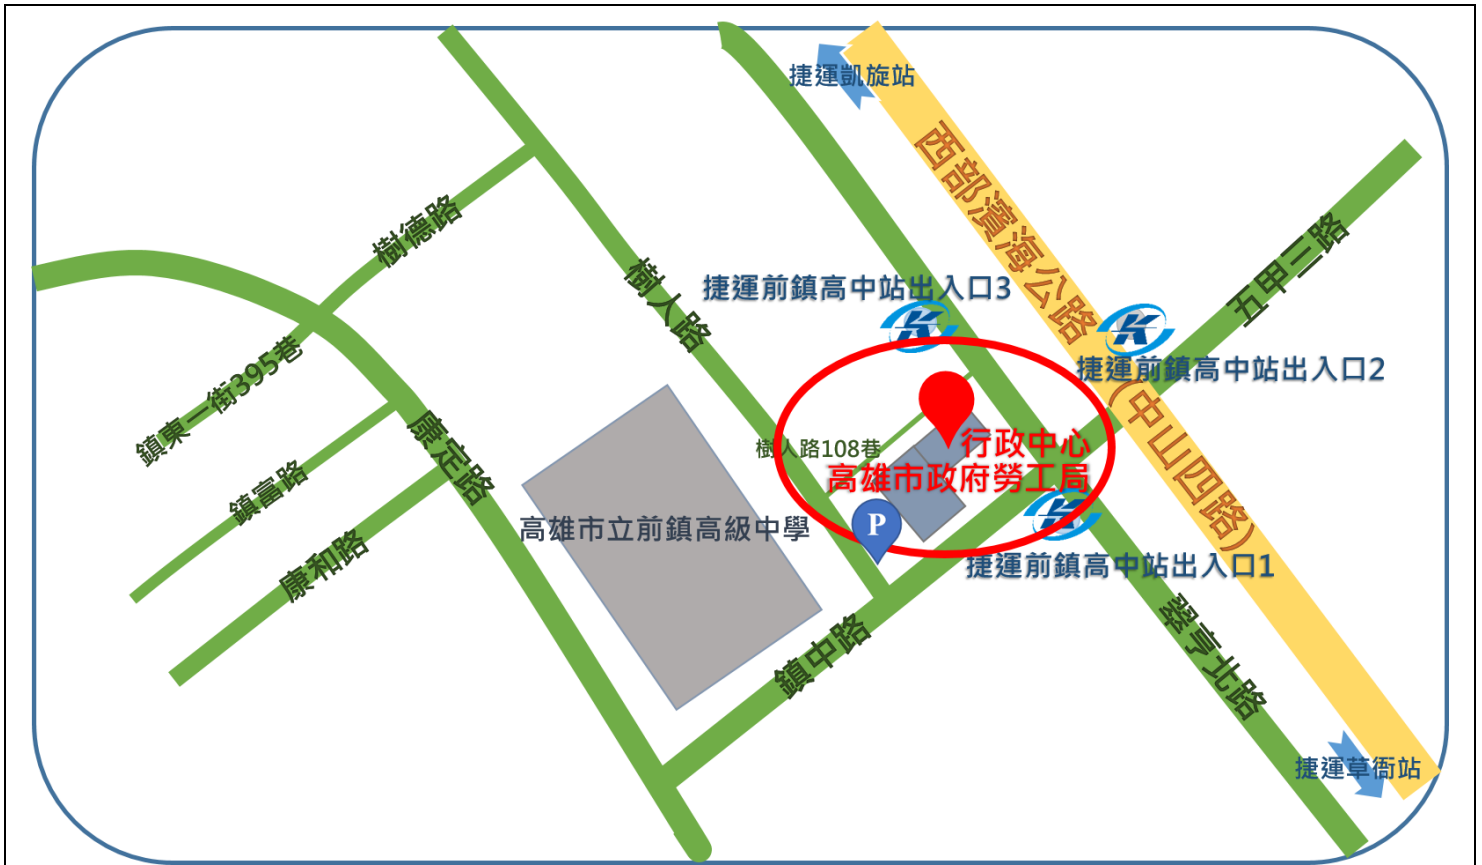 捷運凱旋站
西部濱海公路(中山四路)
樹德路
五甲三路
樹人路
捷運前鎮高中站出入口3
捷運前鎮高中站出入口2
鎮東一街395巷
康定路
樹人路108巷
行政中心
高雄市政府勞工局
鎮富路
P
高雄市立前鎮高級中學
康和路
捷運前鎮高中站出入口1
鎮中路
翠亨北路
捷運草衙站